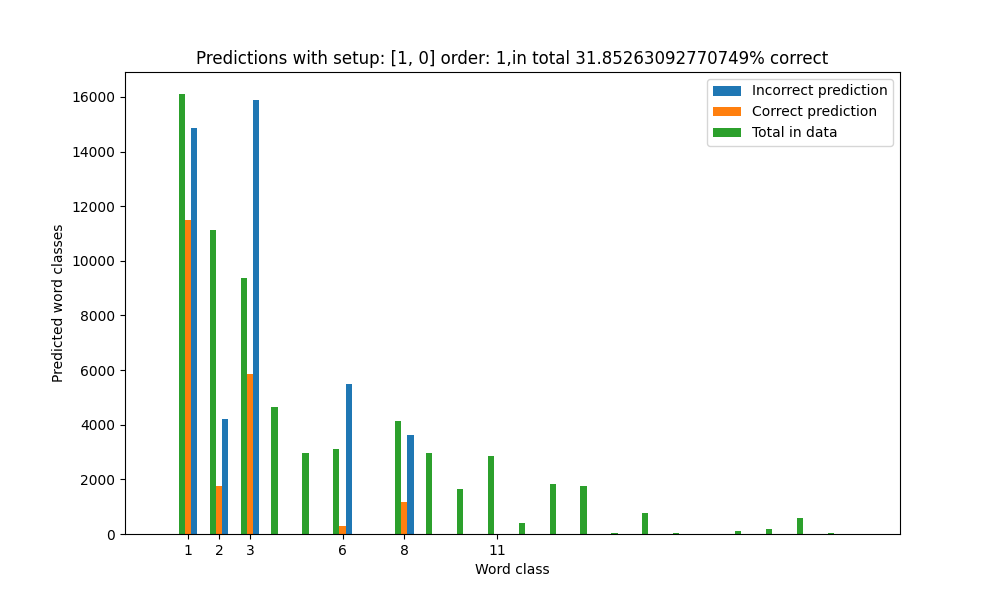 Predictions with setup: [1, 0] order: 1,in total 31.85263092770749% correct
Incorrect prediction
Correct prediction
Total in data
16000
14000
12000
10000
8000
6000
4000
2000
0
Predicted word classes
1 2 3 6 8 11
Word class